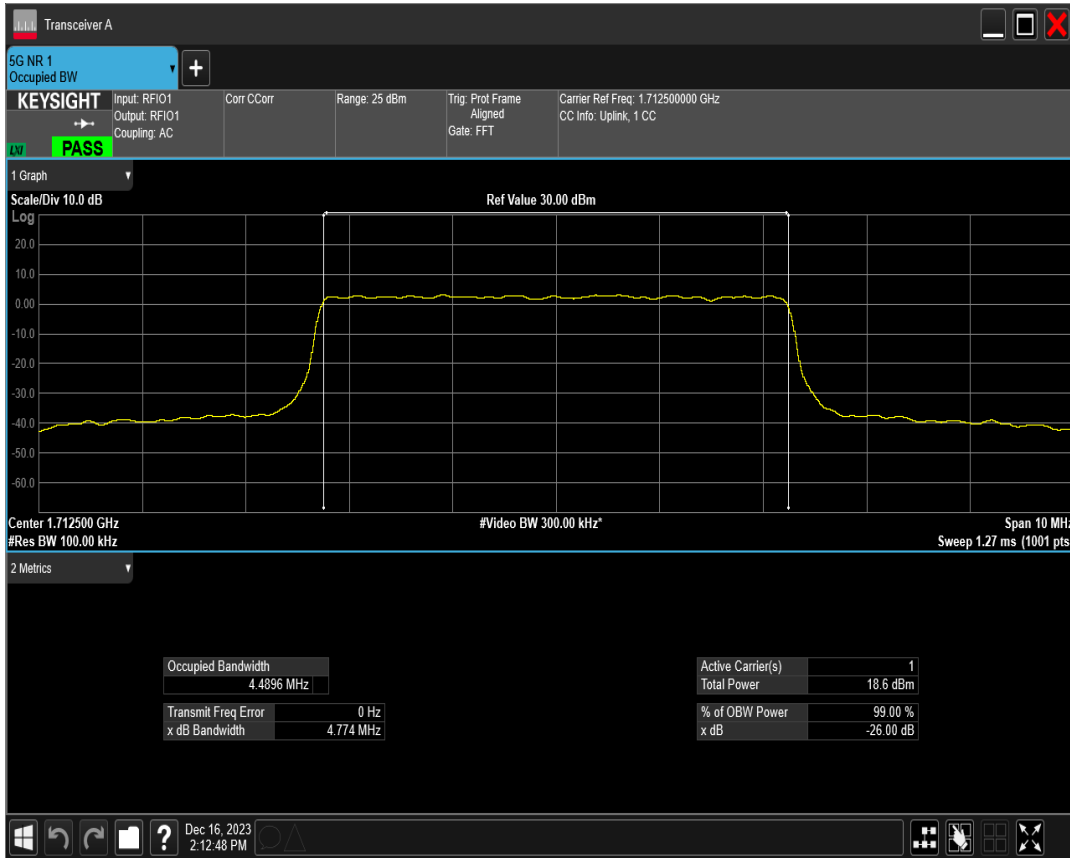 Transceiver A
5G NR 1
Occupied BW
KEYSIGHT
LXI
PASS
Input: RFIO1
Output: RFIO1
Coupling: AC
Corr CCorr
Range: 25 dBm
Trig: Prot Frame
Aligned
Gate: FFT
Carrier Ref Freq: 1.712500000 GHz
CC Info: Uplink, 1 CC
1 Graph
Scale/Div 10.0 dB
Ref Value 30.00 dBm
Log
20.0
10.0
0.00
-10.0
-20.0
-30.0
-40.0
-50.0
-60.0
Center 1.712500 GHz
#Video BW 300.00 kHz*
Span 10 MHz
#Res BW 100.00 kHz
Sweep 1.27 ms (1001 pts
2 Metrics
Occupied Bandwidth
4.4896 MHz
Transmit Freq Error 0 Hz
x dB Bandwidth 4.774 MHz
Active Carrier(s) 1
Total Power 18.6 dBm
% of OBW Power 99.00 %
x dB -26.00 dB
?
Dec 16, 2023
2:12:48 PM